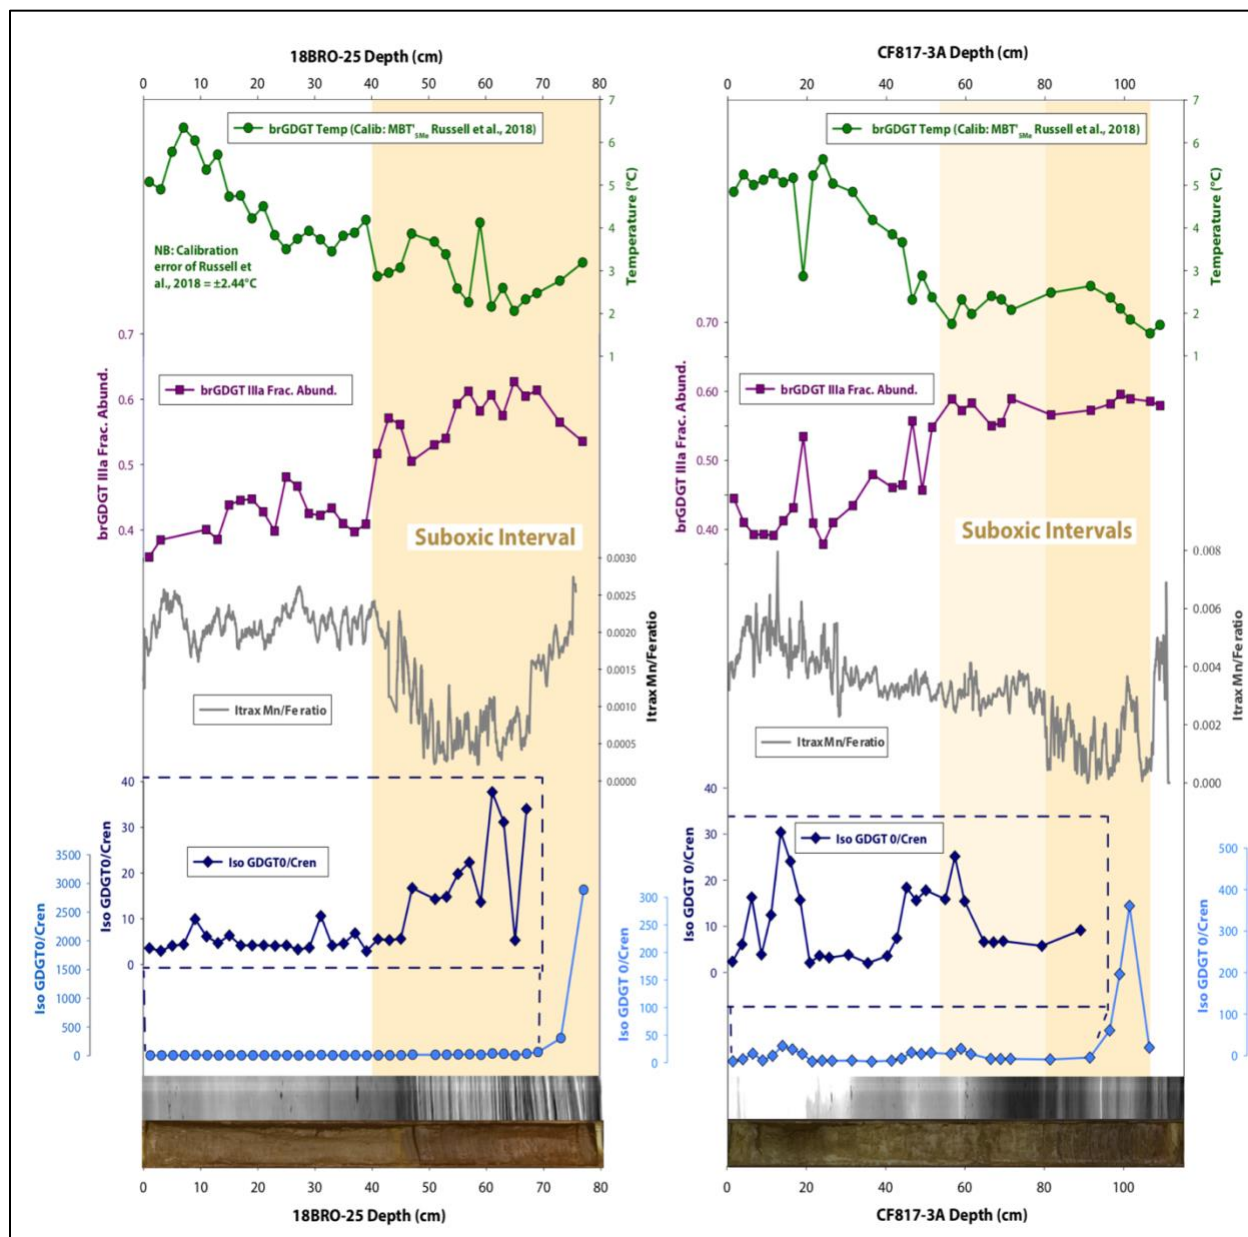 18BRO-25 Depth (cm)
0 10 20 30 40 50 60 70 80
7
6
5
4
3
2
1
Temperature (°C)
brGDGT Temp (Calib: MBT'5Me Russell et al., 2018)
NB: Calibration
error of Russell et
al., 2018 = ±2.44°C
0.7
0.6
0.5
0.4
brGDGT IIIa Frac. Abund.
brGDGT IIIa Frac. Abund.
Suboxic Interval
0.0030
0.0025
0.0020
0.0015
0.0010
0.0005
0.0000
Itrax Mn/Fe ratio
Itrax Mn/Fe ratio
40
30
20
10
0
Iso GDGT0/Cren
Iso GDGT0/Cren
3500
3000
2500
2000
1500
1000
500
0
Iso GDGT0/Cren
300
250
200
150
100
50
0
Iso GDGT 0/Cren
0 10 20 30 40 50 60 70 80
18BRO-25 Depth (cm)
CF817-3A Depth (cm)
0 20 40 60 80 100
7
6
5
4
3
2
1
Temperature (°C)
brGDGT Temp (Calib: MBT'5Me Russell et al., 2018)
0.70
0.60
0.50
0.40
brGDGT IIIa Frac. Abund.
brGDGT IIIa Frac. Abund.
Suboxic Intervals
0.008
0.006
0.004
0.002
0.000
Itrax Mn/Fe ratio
Itrax Mn/Fe ratio
40
30
20
10
0
Iso GDGT 0/Cren
Iso GDGT 0/Cren
500
400
300
200
100
0
Iso GDGT 0/Cren
0 20 40 60 80 100
CF817-3A Depth (cm)